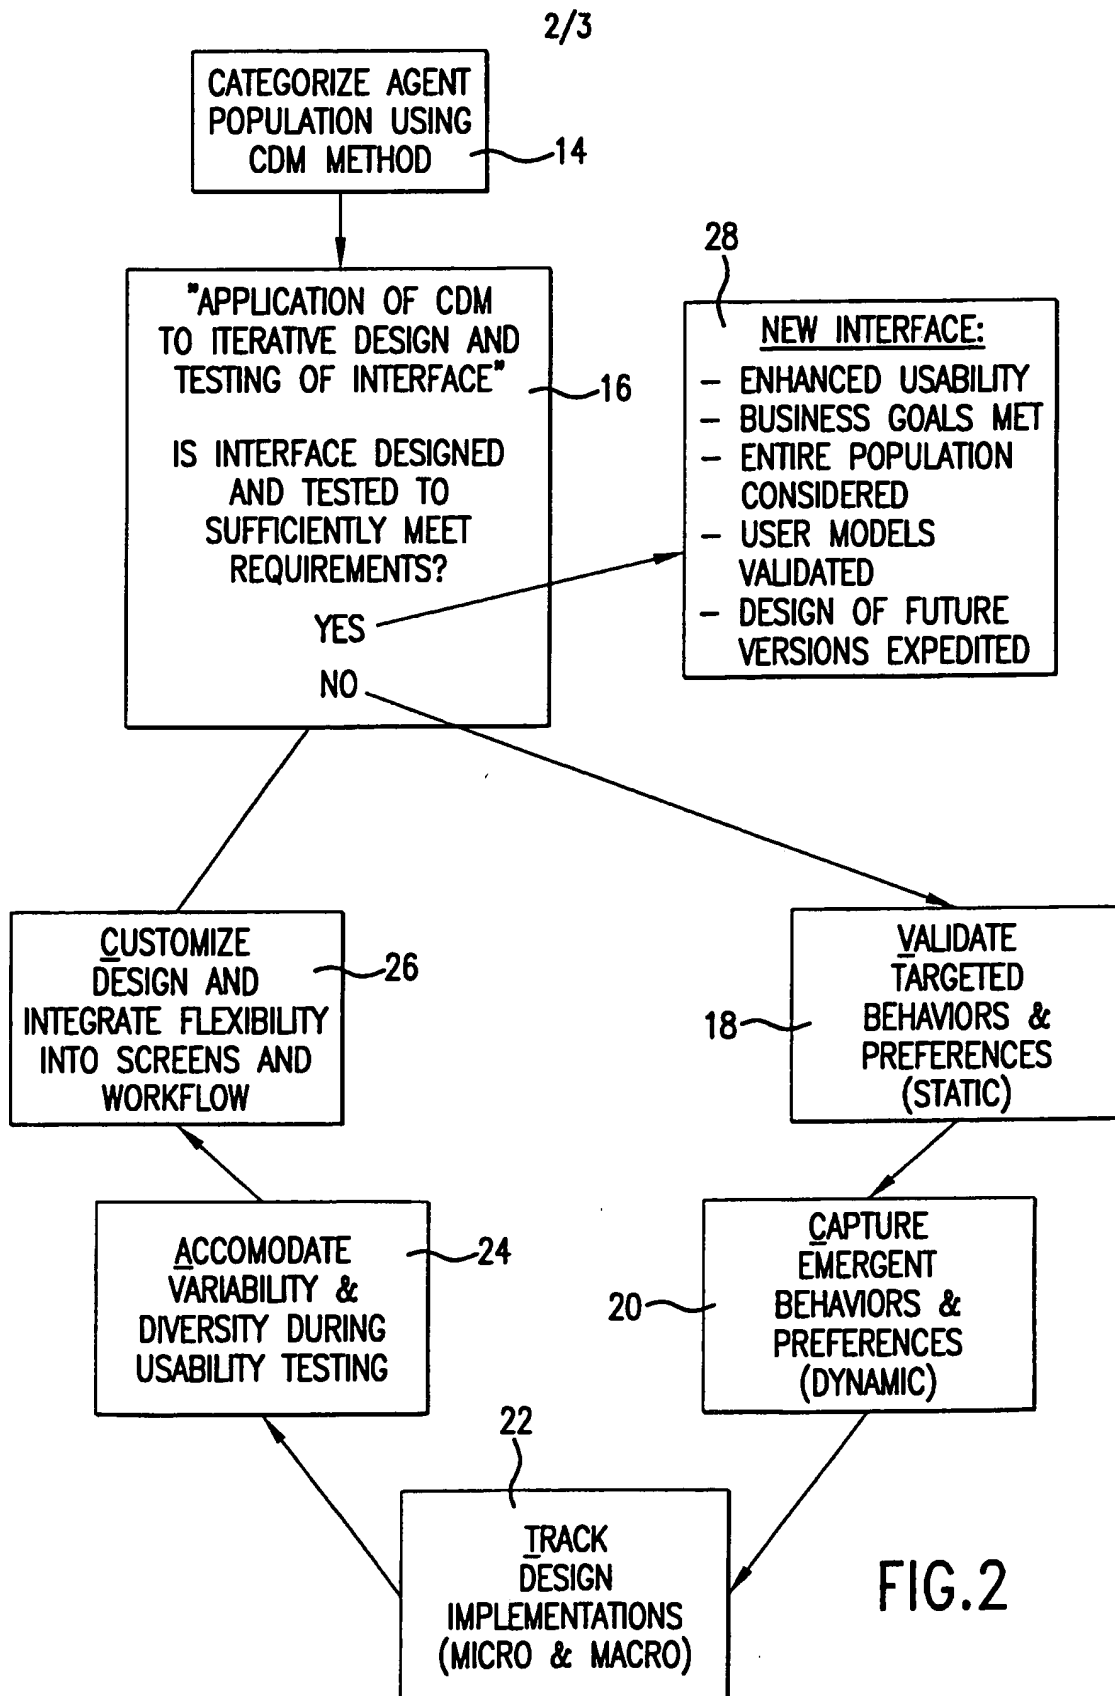 2/3
CATEGORIZE AGENT
POPULATION USING
CDM METHOD
14
"APPLICATION OF CDM
TO ITERATIVE DESIGN AND
TESTING OF INTERFACE"
16
IS INTERFACE DESIGNED
AND TESTED TO
SUFFICIENTLY MEET
REQUIREMENTS?
YES
NO
28
NEW INTERFACE:
- ENHANCED USABILITY
- BUSINESS GOALS MET
- ENTIRE POPULATION
CONSIDERED
- USER MODELS
VALIDATED
- DESIGN OF FUTURE
VERSIONS EXPEDITED
VALIDATE
TARGETED
BEHAVIORS &
PREFERENCES
(STATIC)
18
CAPTURE
EMERGENT
BEHAVIORS &
PREFERENCES
(DYNAMIC)
20
22
TRACK
DESIGN
IMPLEMENTATIONS
(MICRO & MACRO)
ACCOMODATE
VARIABILITY &
DIVERSITY DURING
USABILITY TESTING
24
CUSTOMIZE
DESIGN AND
INTEGRATE FLEXIBILITY
INTO SCREENS AND
WORKFLOW
26
FIG.2